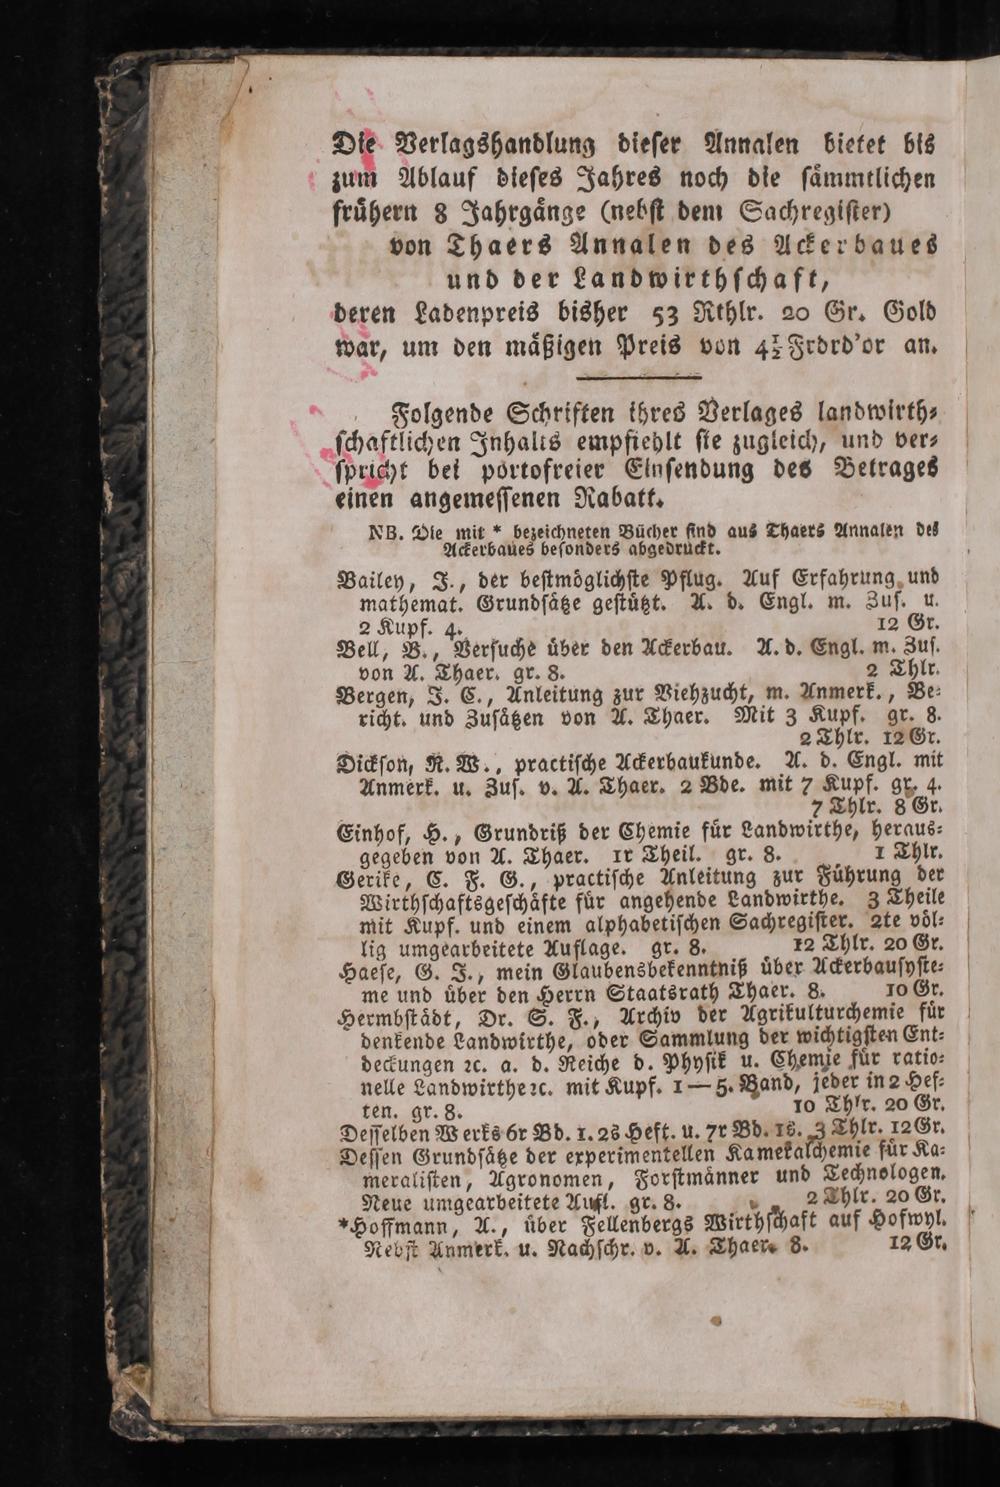 Die Verlagshandlung dieſer Annalen bietet bis
zum Ablauf dieſes Jahres noch die ſämmtlichen
frühern 8 Jahrgänge (nebſt dem Sachregiſter)
von Thaers Annalen des Ackerbaues
und der Landwirthſchaft,
deren Ladenpreis bisher 53 Rthlr. 20 Gr. Gold
war, um den mäßigen Preis von 4½ Frdrd'or an.
Folgende Schriften ihres Verlages landwirth⸗
ſchaftlichen Inhalts empfiehlt ſie zugleich, und ver⸗
ſpricht bei portofreier Einſendung des Betrages
einen angemeſſenen Rabatt.
NB. Die mit * bezeichneten Bücher ſind aus Thaers Annalen des
Ackerbaues beſonders abgedruckt.
Bailey, J., der beſtmöglichſte Pflug. Auf Erfahrung und
mathemat. Grundſätze geſtützt. A. d. Engl. m. Zuſ. u.
2 Kupf. 4. 12 Gr.
Bell, B., Verſuche über den Ackerbau. A. d. Engl. m. Zuſ.
von A. Thaer. gr. 8. 2 Thlr.
Bergen, J. C., Anleitung zur Viehzucht, m. Anmerk., Be⸗
richt. und Zuſätzen von A. Thaer. Mit 3 Kupf. gr. 8.
2 Thlr. 12 Gr.
Dickſon, R. W., practiſche Ackerbaukunde. A. d. Engl. mit
Anmerk. u. Zuſ. v. A. Thaer. 2 Bde. mit 7 Kupf. gr. 4.
7 Thlr. 8 Gr.
Einhof, H., Grundriß der Chemie für Landwirthe, heraus⸗
gegeben von A. Thaer. 1r Theil. gr. 8. 1 Thlr.
Gerike, C. F. G., practiſche Anleitung zur Führung der
Wirthſchaftsgeſchäfte für angehende Landwirthe. 3 Theile
mit Kupf. und einem alphabetiſchen Sachregiſter. 2te völ⸗
lig umgearbeitete Auflage. gr. 8. 12 Thlr. 20 Gr.
Haeſe, G. J., mein Glaubensbekenntniß über Ackerbauſyſte⸗
me und über den Herrn Staatsrath Thaer. 8. 10 Gr.
Hermbſtädt, Dr. S. F., Archiv der Agrikulturchemie für
denkende Landwirthe, oder Sammlung der wichtigſten Ent⸗
deckungen ꝛc. a. d. Reiche d. Phyſik u. Chemie für ratio⸗
nelle Landwirthe ꝛc. mit Kupf. 1—5. Band, jeder in 2 Hef⸗
ten. gr. 8. 10 Thlr. 20 Gr.
Deſſelben Werks 6r Bd. 1. 2s Heft. u. 7r Bd. 1s. 3 Thlr. 12 Gr.
Deſſen Grundſätze der experimentellen Kameralchemie für Ka⸗
meraliſten, Agronomen, Forſtmänner und Technologen.
Neue umgearbeitete Aufl. gr. 8. 2 Thlr. 20 Gr.
*Hoffmann, A., über Fellenbergs Wirthſchaft auf Hofwyl.
Nebſt Anmerk. u. Nachſchr. v. A. Thaer. 8. 12 Gr.